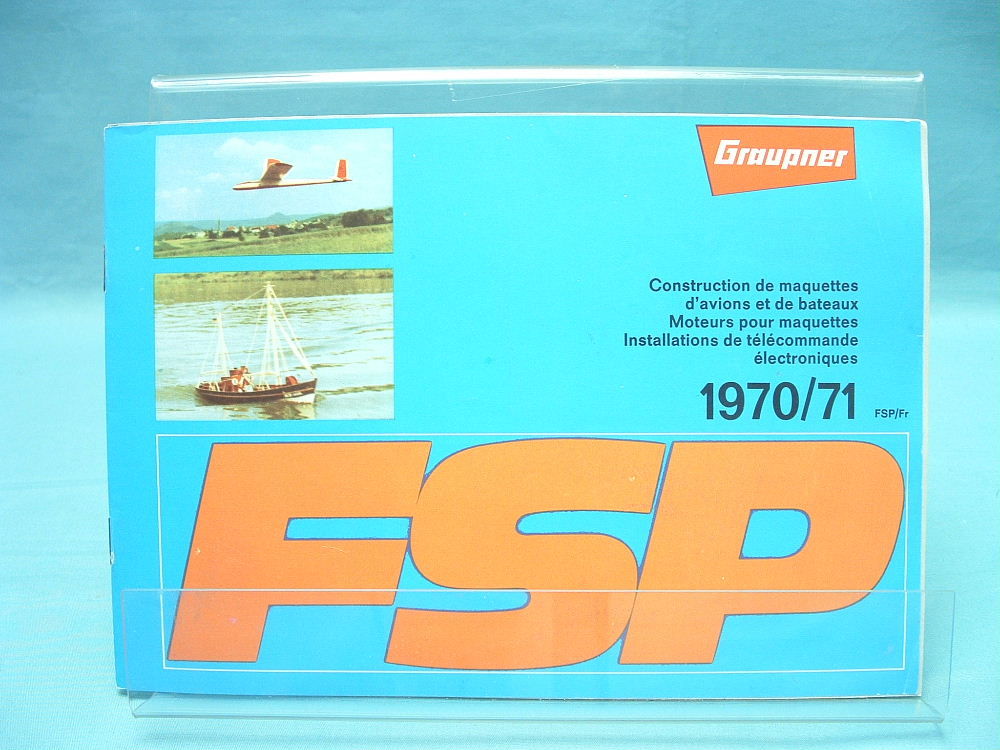 Graupner
Construction de maquettes
d'avions et de bateaux
Moteurs pour maquettes
Installations de télécommande
électroniques
1970/71 FSP/Fr
FSP